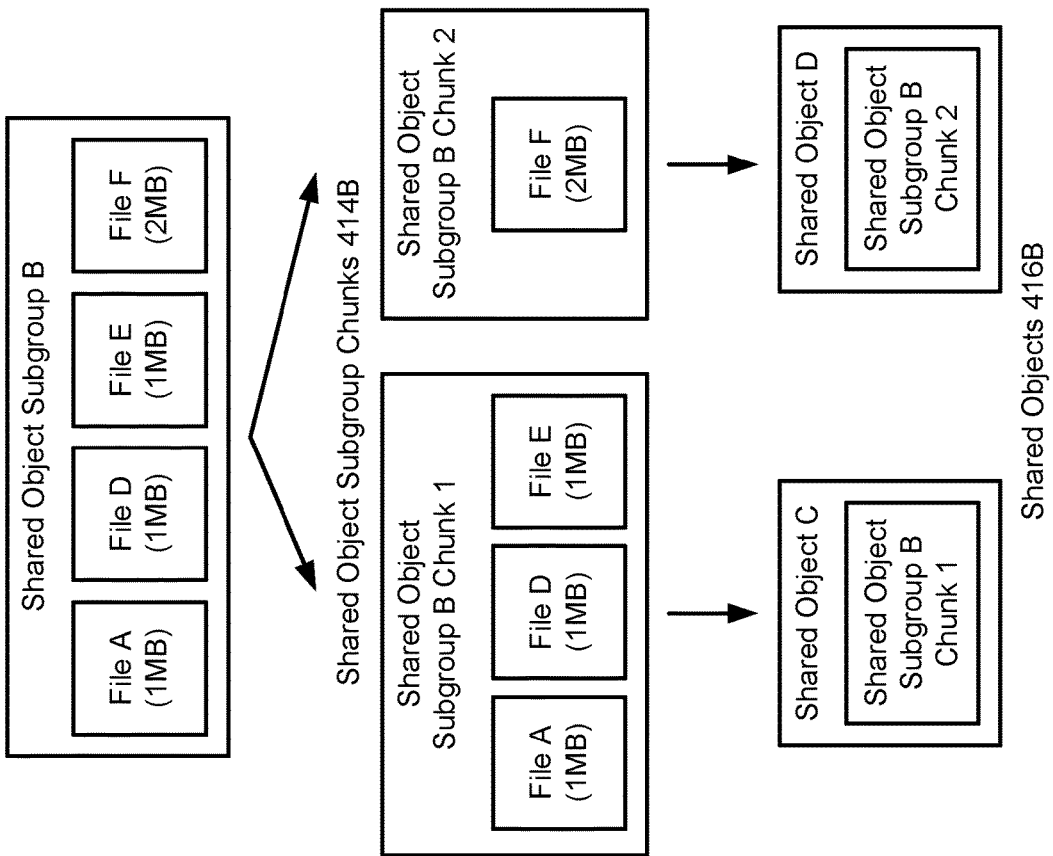 Shared Object Subgroup B
File A
(1MB)
File D
(1MB)
File E
(1MB)
File F
(2MB)
Shared Object Subgroup Chunks 414B
Shared Object
Subgroup B Chunk 1
File A
(1MB)
File D
(1MB)
File E
(1MB)
Shared Object
Subgroup B Chunk 2
File F
(2MB)
Shared Object C
Shared Object
Subgroup B
Chunk 1
Shared Object D
Shared Object
Subgroup B
Chunk 2
Shared Objects 416B